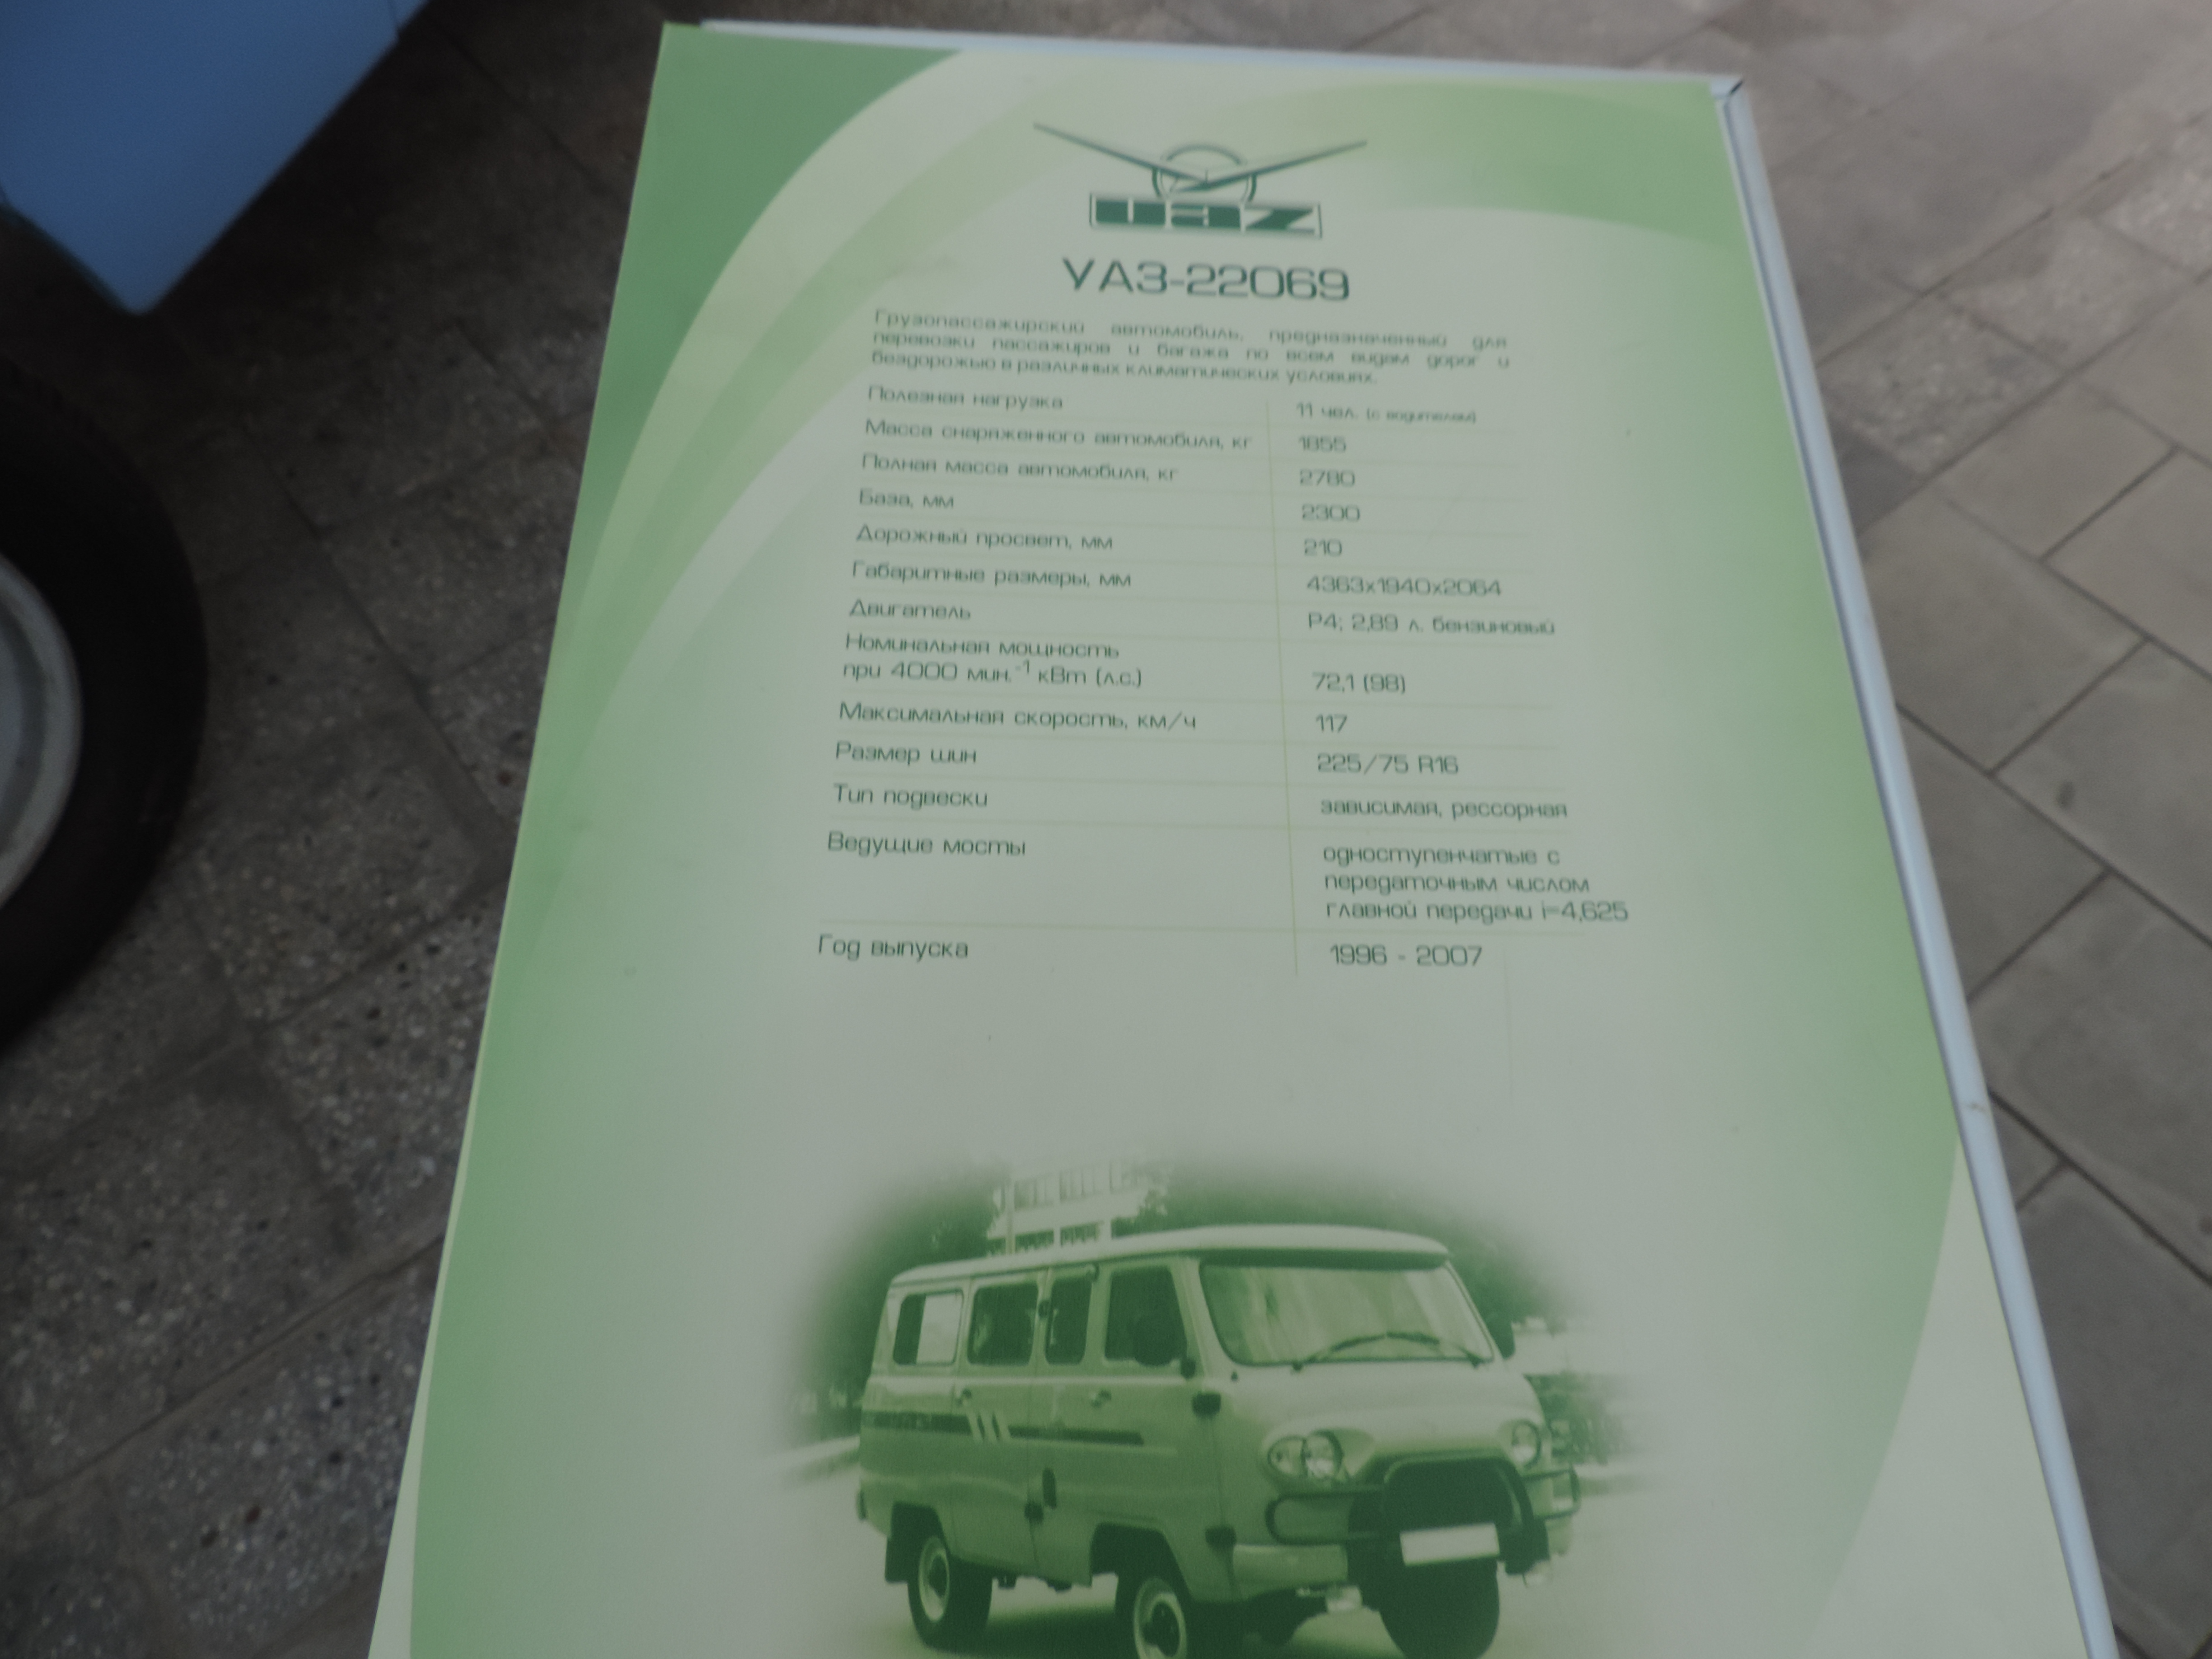 UAZ
УАЗ-22069
Грузопассажирский автомобиль, предназначенный для
перевозки пассажиров и багажа по всем видам дорог и
бездорожью в различных климатических условиях.
Полезная нагрузка 11 чел. (с водителем)
Масса снаряженного автомобиля, кг 1855
Полная масса автомобиля, кг 2780
База, мм 2300
Дорожный просвет, мм 210
Габаритные размеры, мм 4363x1940x2064
Двигатель Р4; 2,89 л. бензиновый
Номинальная мощность
при 4000 мин.⁻¹ кВт (л.с.) 72,1 (98)
Максимальная скорость, км/ч 117
Размер шин 225/75 R16
Тип подвески зависимая, рессорная
Ведущие мосты одноступенчатые с
передаточным числом
главной передачи i=4,625
Год выпуска 1996 - 2007